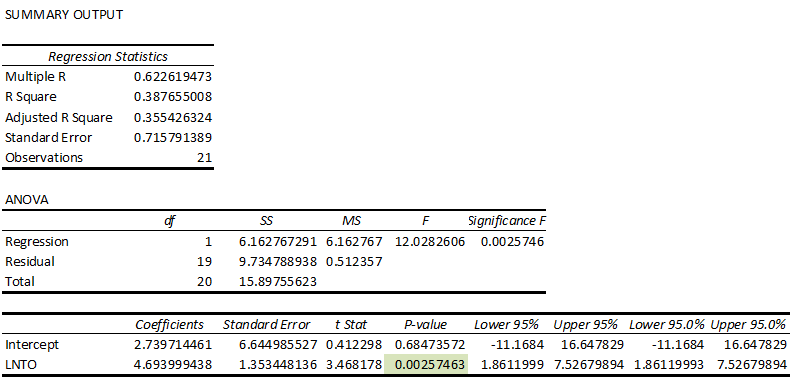 SUMMARY OUTPUT
Regression Statistics
Multiple R 0.622619473
R Square 0.387655008
Adjusted R Square 0.355426324
Standard Error 0.715791389
Observations 21
ANOVA
df SS MS F Significance F
Regression 1 6.162767291 6.162767 12.0282606 0.0025746
Residual 19 9.734788938 0.512357
Total 20 15.89755623
Coefficients Standard Error t Stat P-value Lower 95% Upper 95% Lower 95.0% Upper 95.0%
Intercept 2.739714461 6.644985527 0.412298 0.68473572 -11.1684 16.647829 -11.1684 16.647829
LNTO 4.693999438 1.353448136 3.468178 0.00257463 1.8611999 7.52679894 1.86119993 7.52679894